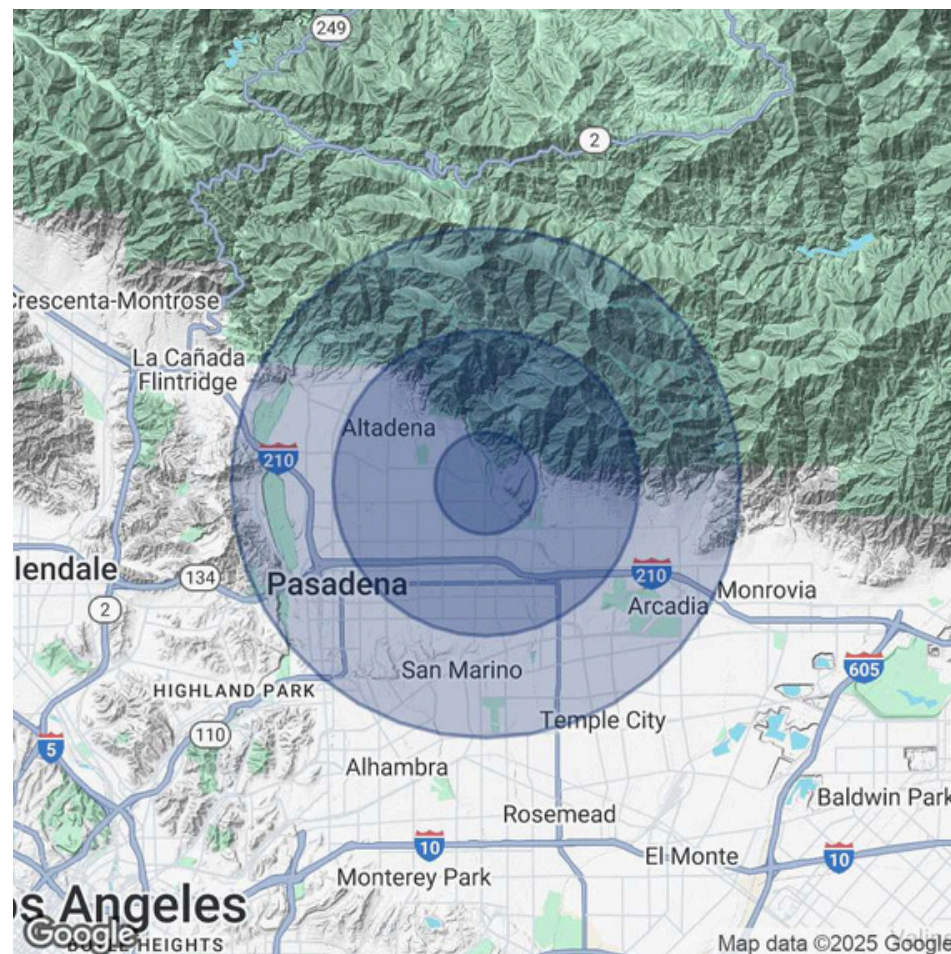 249
2
Crescenta-Montrose
La Cañada
Flintridge
Altadena
210
lendale
134
Pasadena
210
Monrovia
2
Arcadia
San Marino
605
HIGHLAND PARK
110
Temple City
5
Alhambra
Baldwin Park
Rosemead
10
El Monte
10
Monterey Park
os Angeles
Google
HEIGHTS
Map data ©2025 Google